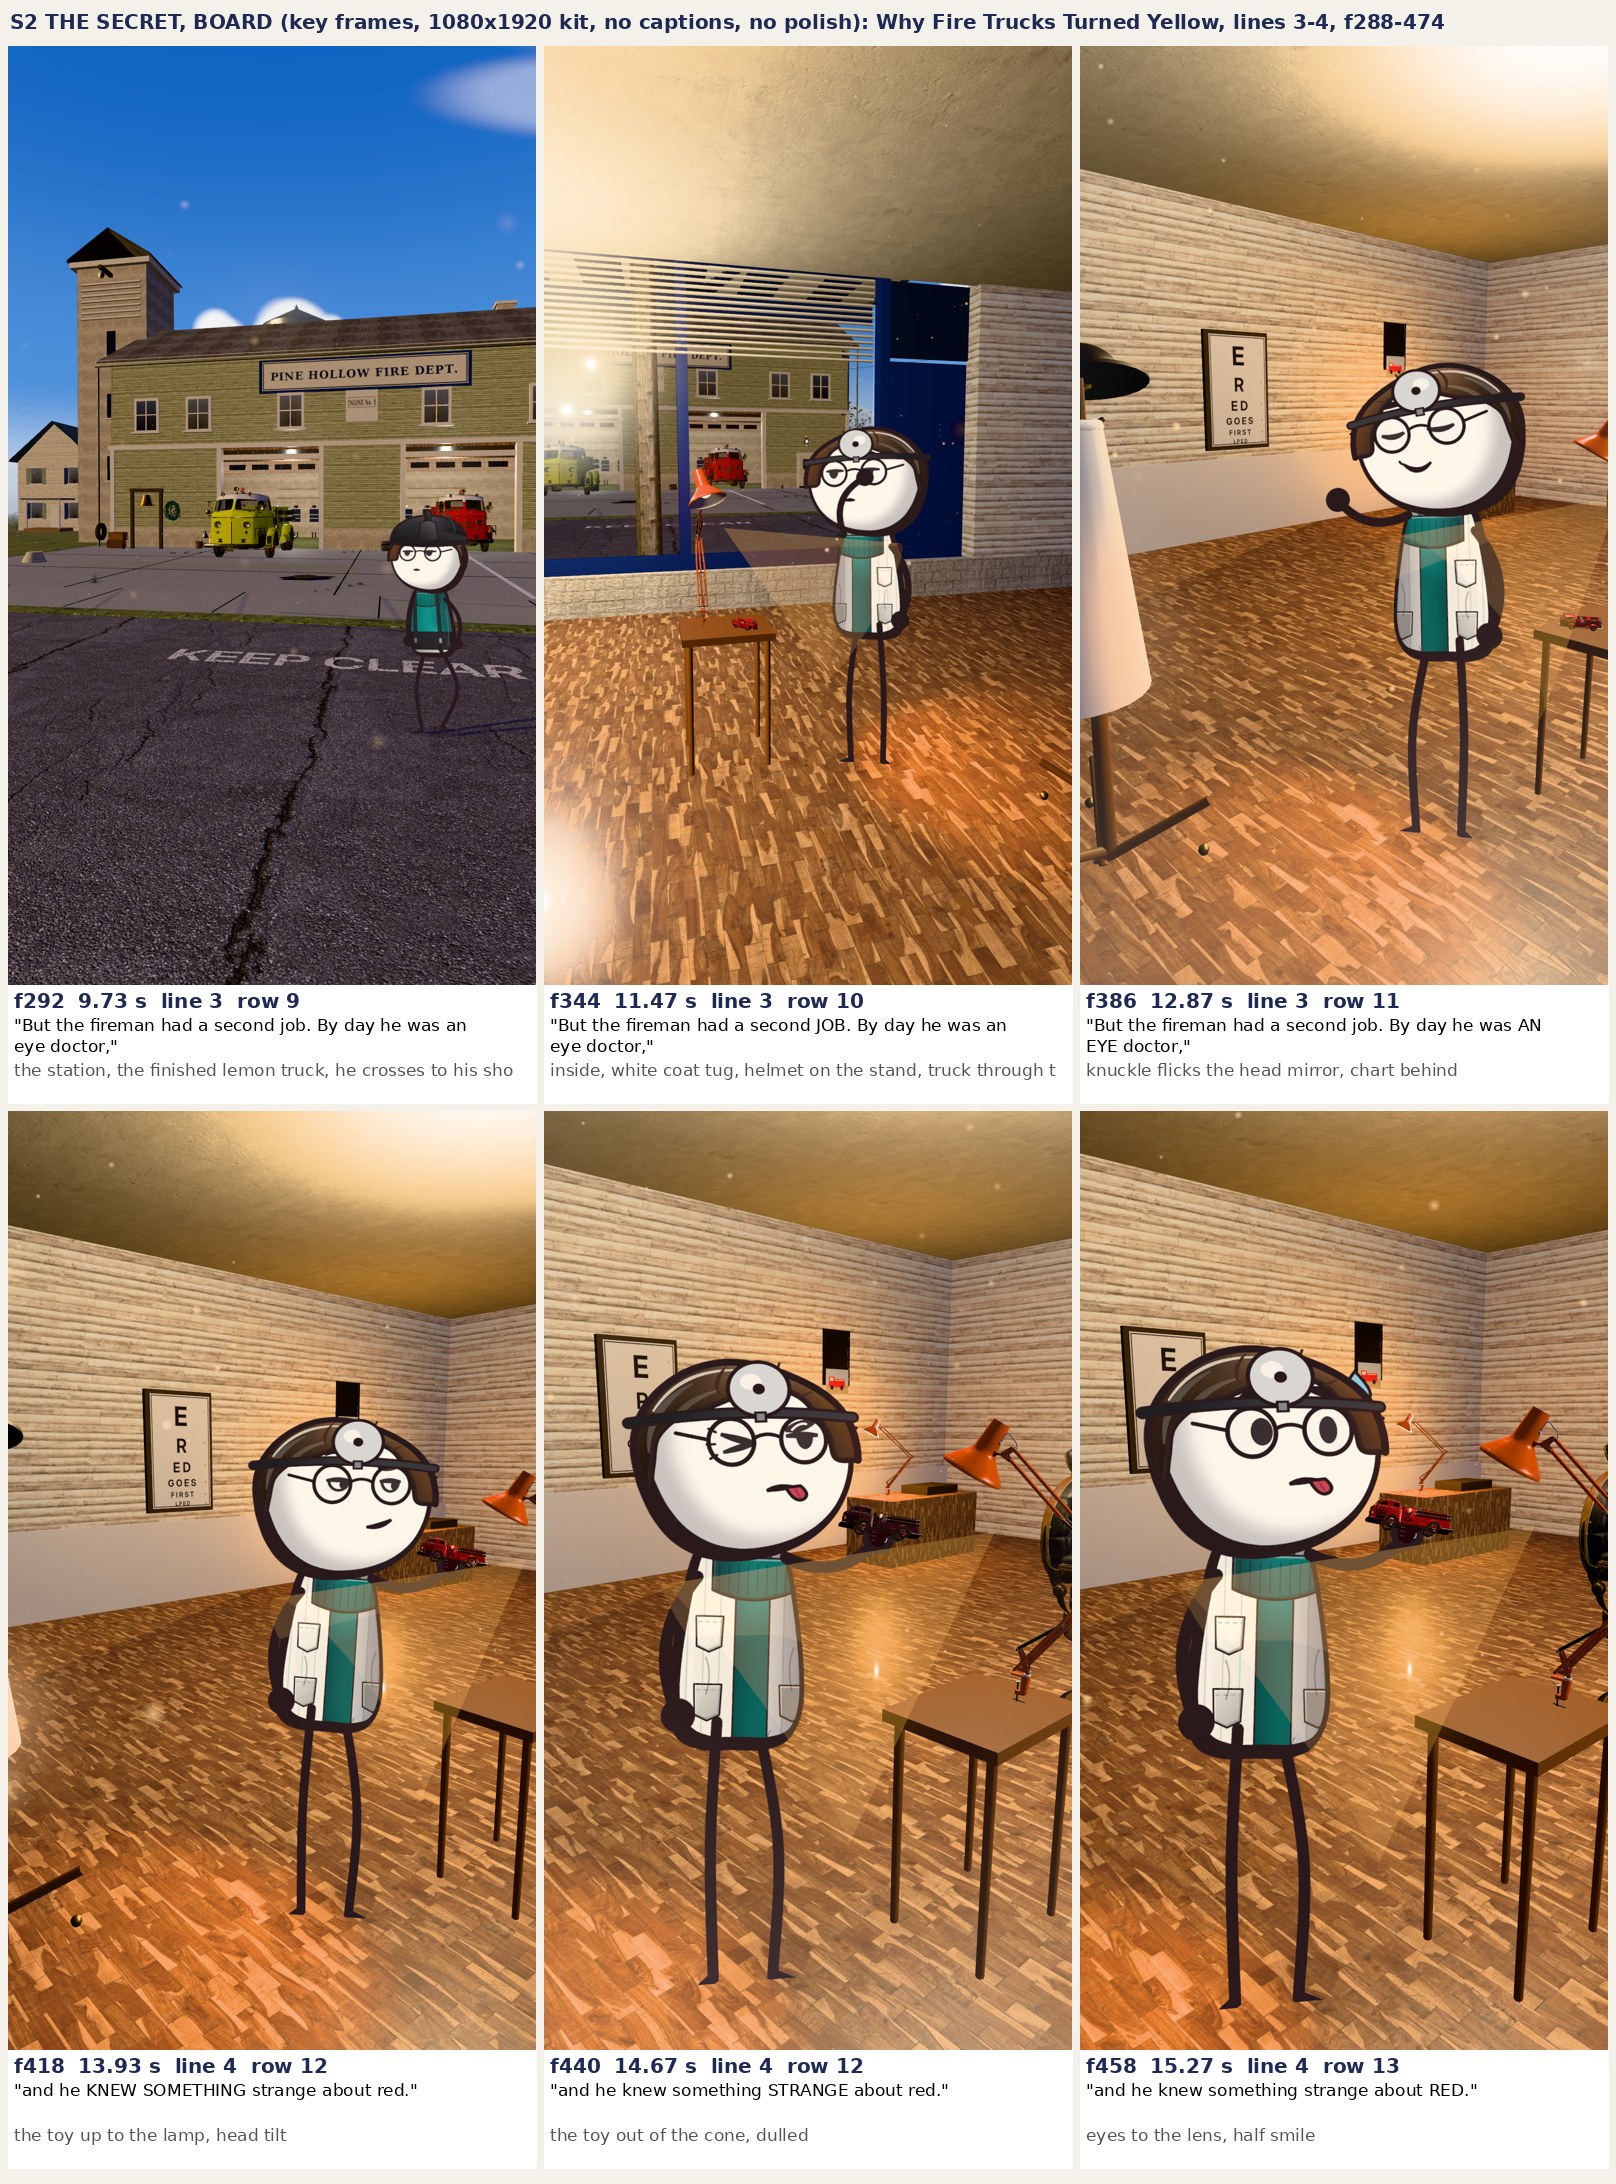 S2 THE SECRET, BOARD (key frames, 1080x1920 kit, no captions, no polish): Why Fire Trucks Turned Yellow, lines 3-4, f288-474
PINE HOLLOW FIRE DEPT.
ENGINE No. 1
KEEP CLEAR
DEPT.
E
R
ED
GOES
FIRST
LPED
f292 9.73 s line 3 row 9
"But the fireman had a second job. By day he was an
eye doctor,"
the station, the finished lemon truck, he crosses to his sho
f344 11.47 s line 3 row 10
"But the fireman had a second JOB. By day he was an
eye doctor,"
inside, white coat tug, helmet on the stand, truck through t
f386 12.87 s line 3 row 11
"But the fireman had a second job. By day he was AN
EYE doctor,"
knuckle flicks the head mirror, chart behind
E
R
ED
GOES
FIRST
LPED
E
E
f418 13.93 s line 4 row 12
"and he KNEW SOMETHING strange about red."
the toy up to the lamp, head tilt
f440 14.67 s line 4 row 12
"and he knew something STRANGE about red."
the toy out of the cone, dulled
f458 15.27 s line 4 row 13
"and he knew something strange about RED."
eyes to the lens, half smile